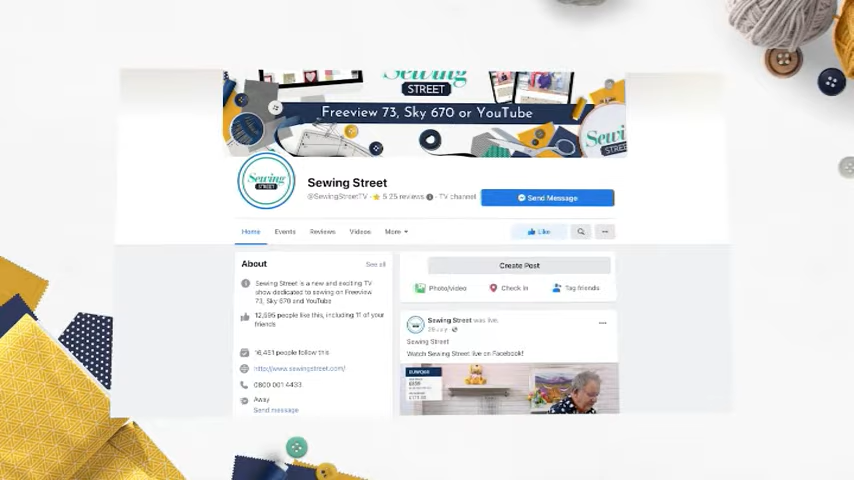 Sewing
STREET
Freeview 73, Sky 670 or YouTube
Sewing
STREET
Sewing Street
@SewingStreetTV · 5.25 reviews · TV channel
Send Message
Home Events Reviews Videos More
Like
About See all
Sewing Street is a new and exciting TV
show dedicated to sewing on Freeview
73, Sky 670 and YouTube
12,595 people like this, including 11 of your
friends
16,451 people follow this
http://www.sewingstreet.com/
0800 001 4433
Away
Send message
Create Post
Photo/video Check in Tag friends
Sewing Street was live.
Sewing Street
Watch Sewing Street live on Facebook!